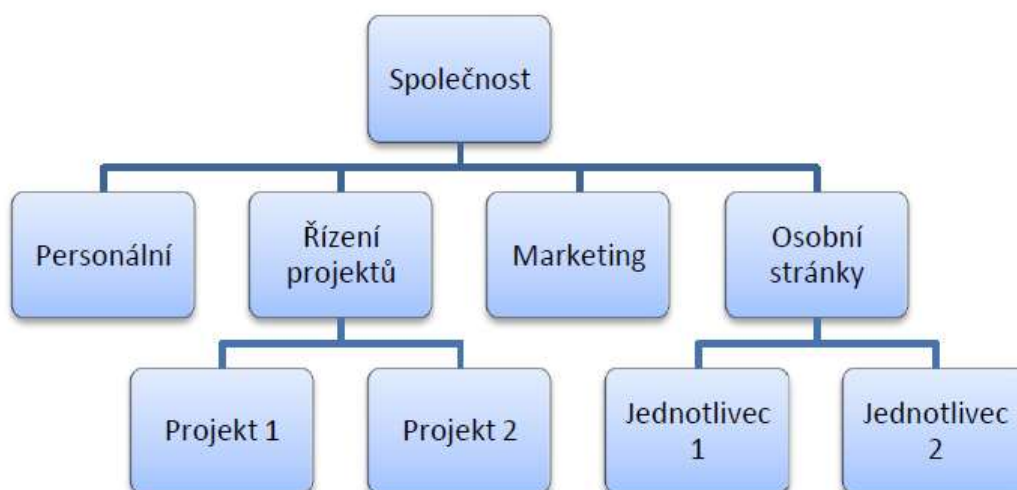 Společnost
Personální
Řízení
projektů
Marketing
Osobní
stránky
Projekt 1
Projekt 2
Jednotlivec
1
Jednotlivec
2